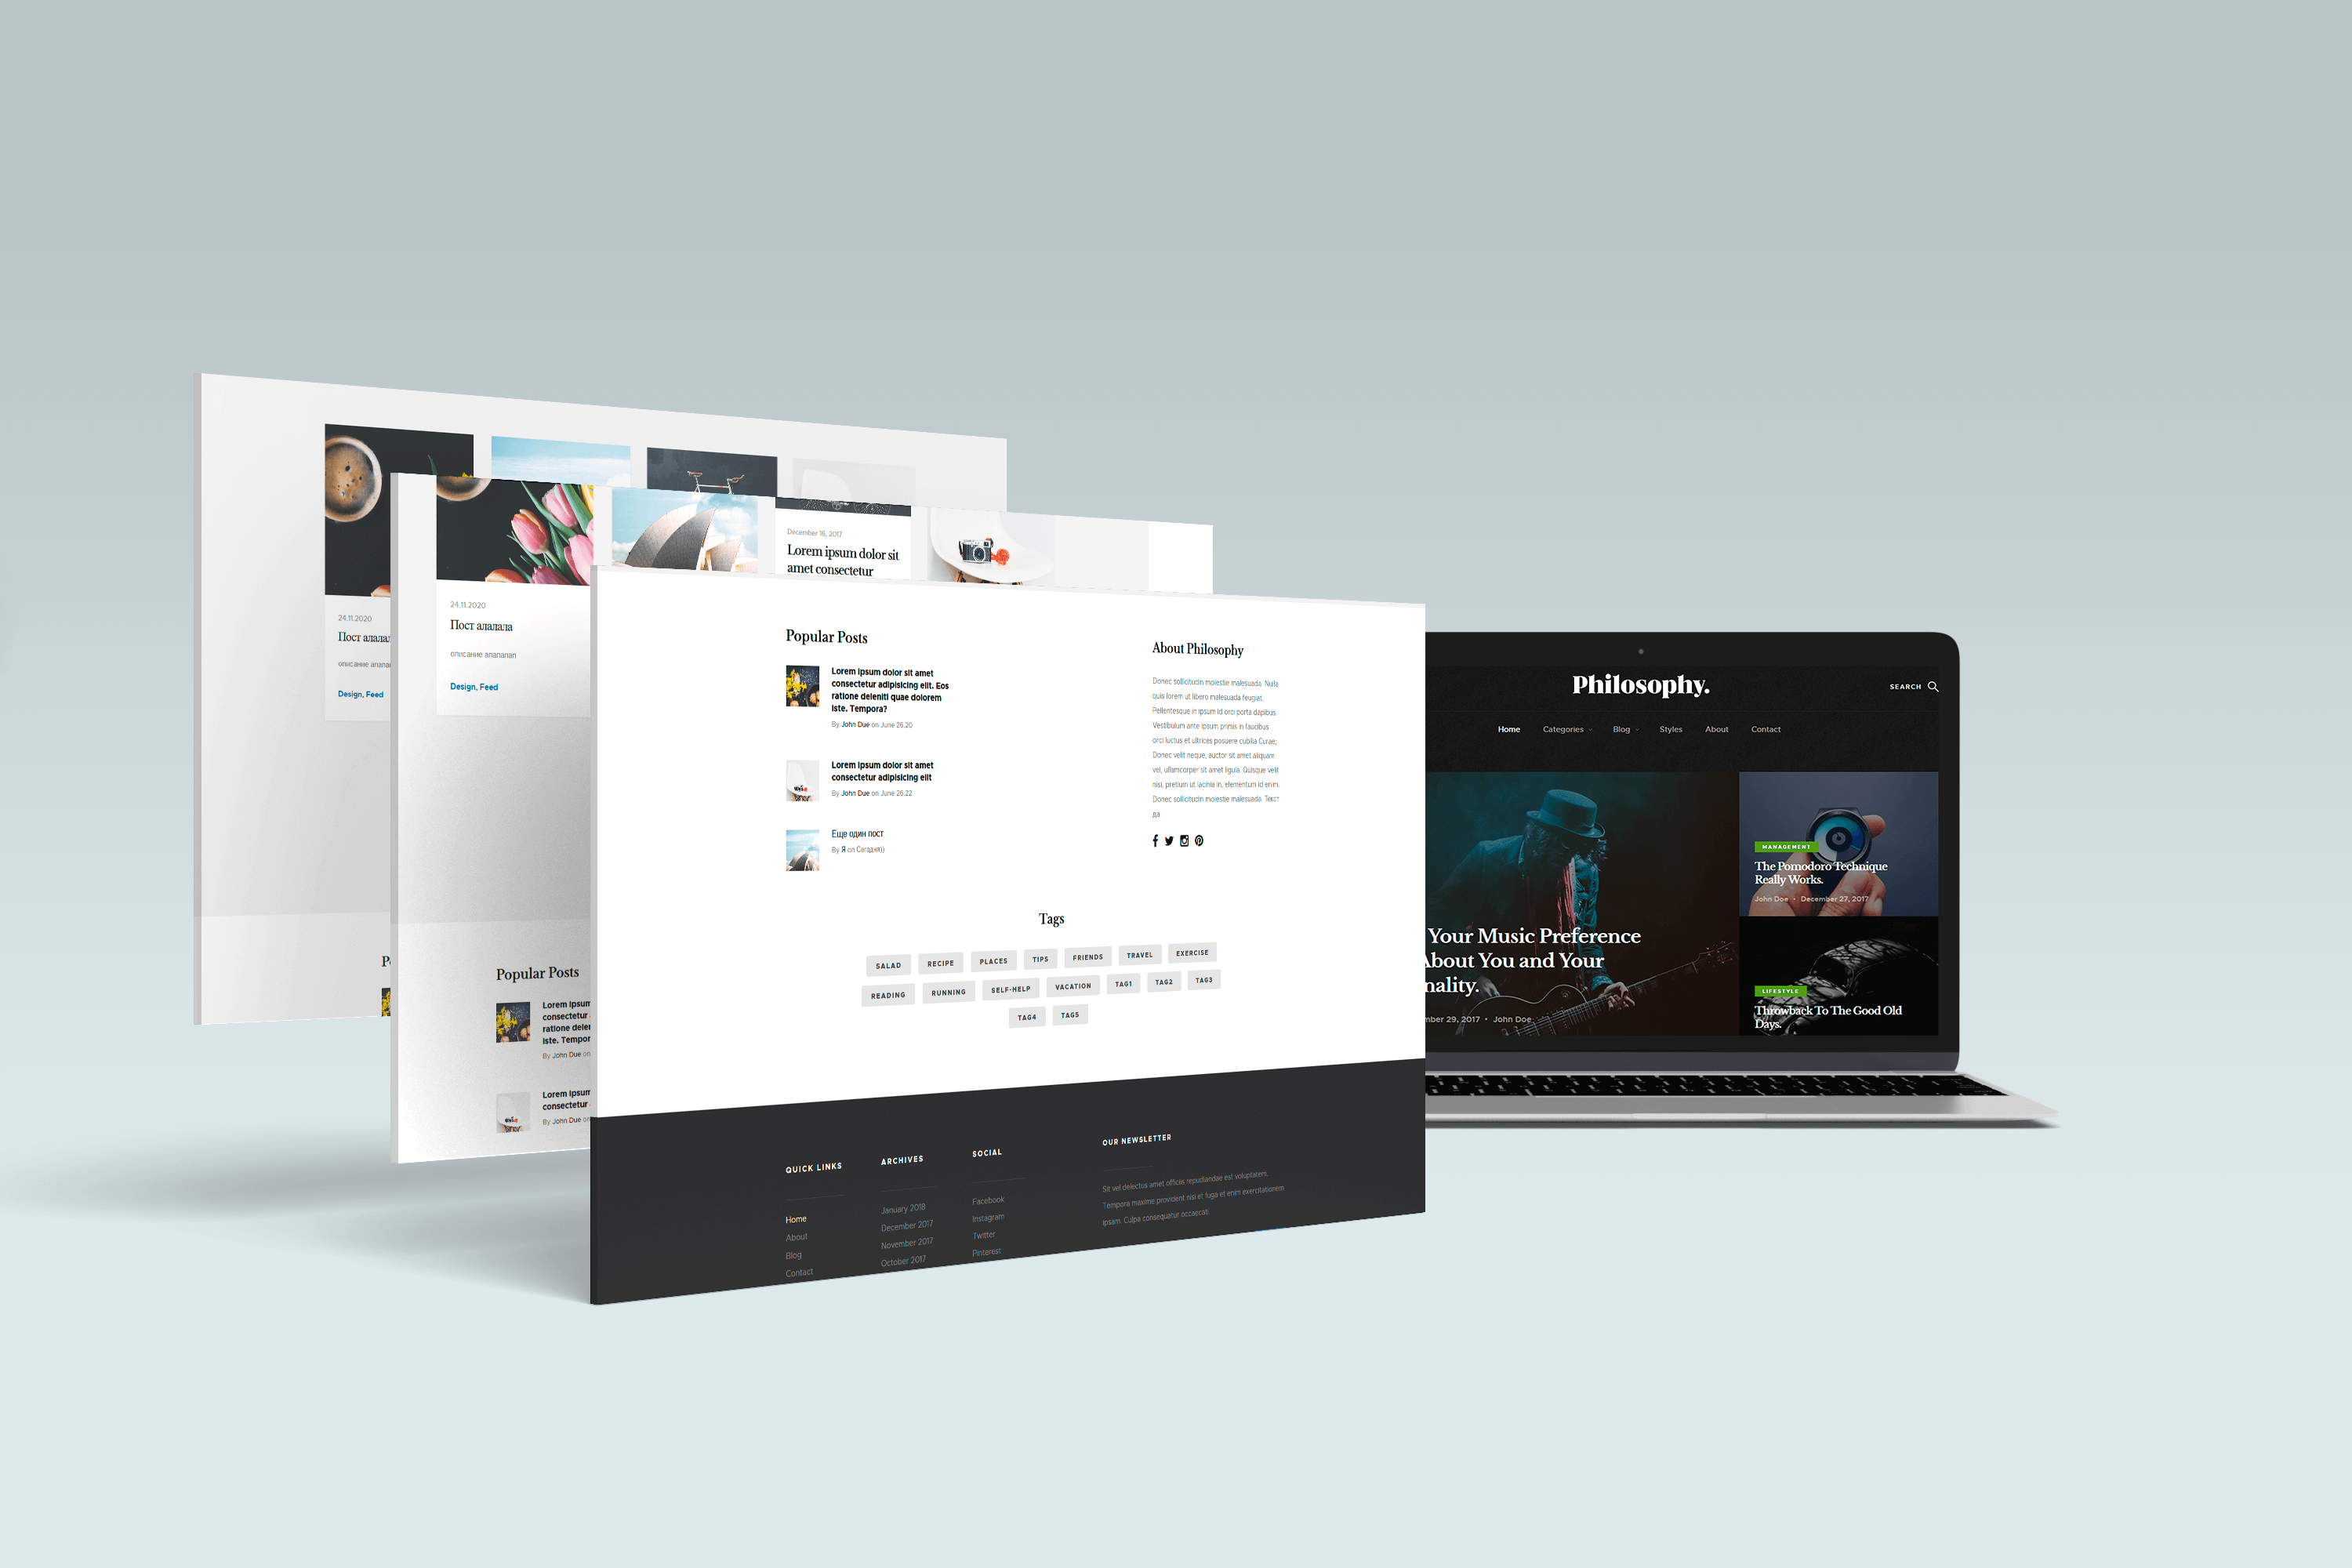 24.11.2020
Пост
Design, Feed
24.11.2020
Пост алалала
описание апапапап
Design, Feed
December 16, 2017
Lorem ipsum dolor sit
amet consectetur
Popular Posts
Lorem ipsum
consectetur
ratione
iste.
By John Due on
Lorem ipsum
consectetur
By John Due on
Popular Posts
Lorem ipsum dolor sit amet
consectetur adipisicing elit. Eos
ratione deleniti quae dolorem
iste. Tempora?
By John Due on June 26.20
Lorem ipsum dolor sit amet
consectetur adipisicing elit
By John Due on June 26.22
Еще один пост
By Я on Сегодня))
About Philosophy
Donec sollicitudin molestie malesuada. Nulla
quis lorem ut libero malesuada feugiat.
Pellentesque in ipsum id orci porta dapibus.
Vestibulum ante ipsum primis in faucibus
orci luctus et ultrices posuere cubilia Curae;
Donec velit neque, auctor sit amet aliquam
vel, ullamcorper sit amet ligula. Quisque velit
nisi, pretium ut lacinia in, elementum id enim.
Donec sollicitudin molestie malesuada. Текст
да
Tags
SALAD RECIPE PLACES TIPS FRIENDS TRAVEL EXERCISE
READING RUNNING SELF-HELP VACATION TAG1 TAG2 TAG3
TAG4 TAG5
QUICK LINKS
Home
About
Blog
Contact
ARCHIVES
January 2018
December 2017
November 2017
October 2017
SOCIAL
Facebook
Instagram
Twitter
Pinterest
OUR NEWSLETTER
Sit vel delectus amet officiis repudiandae est voluptatem.
Tempora maxime provident nisi et fuga et enim exercitationem
ipsam. Culpa consequatur occaecati
Philosophy.
SEARCH
Home Categories Blog Styles About Contact
Your Music Preference
About You and Your
29, 2017 • John Doe
MANAGEMENT
The Pomodoro Technique
Really Works.
John Doe • December 27, 2017
LIFESTYLE
Throwback To The Good Old
Days.